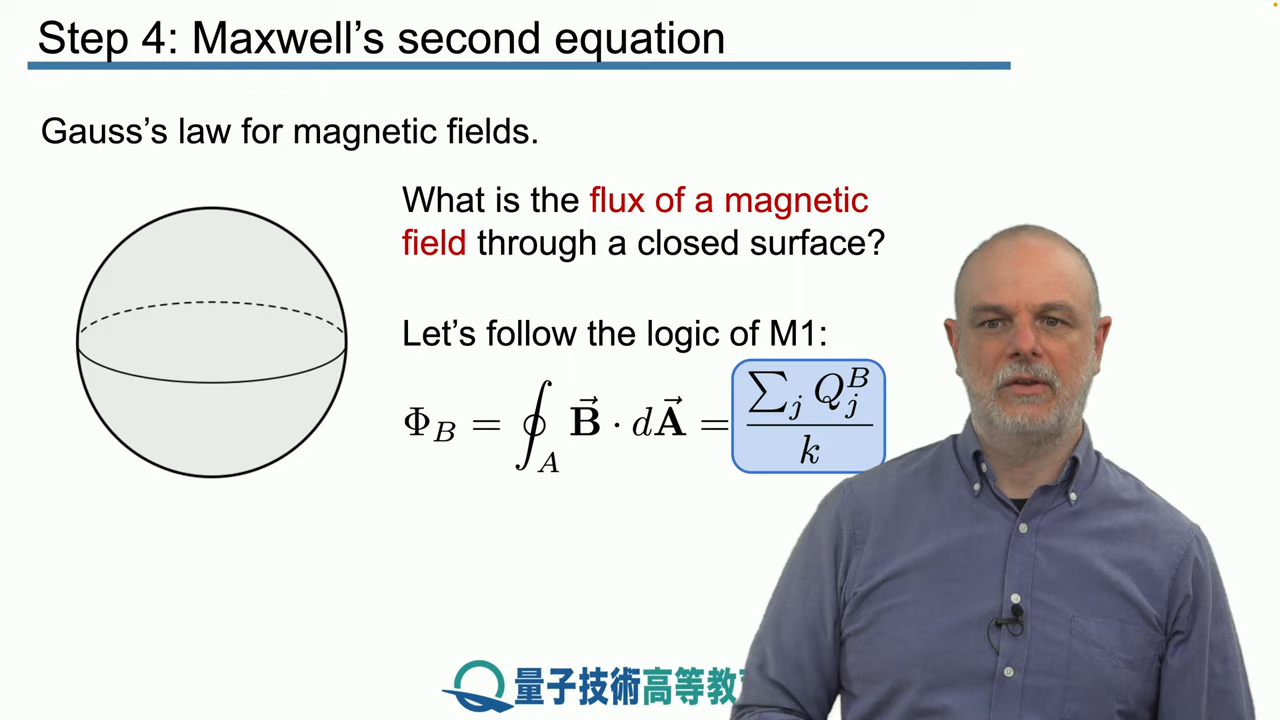 Step 4: Maxwell's second equation
Gauss's law for magnetic fields.
What is the flux of a magnetic
field through a closed surface?
Let's follow the logic of M1:
Φ_B = ∮_A B⃗ · dA⃗ = ∑_j Q_j^B / k
量子技術高等教